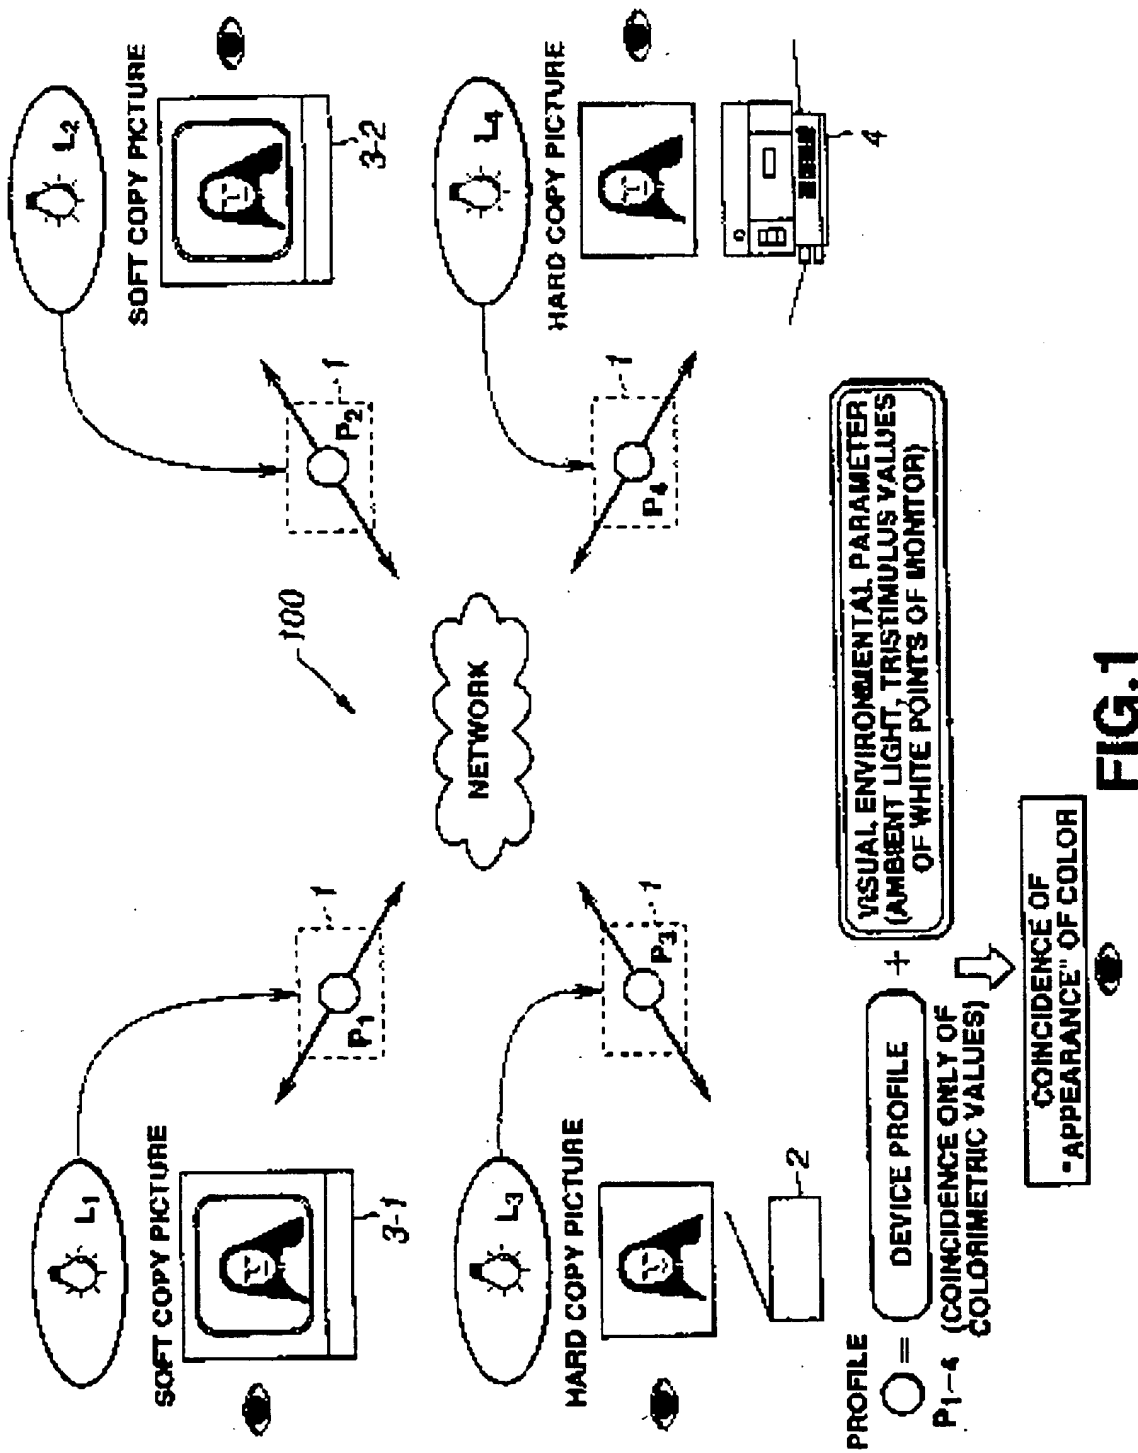 L1
SOFT COPY PICTURE
3-1
P1
1
100
L2
SOFT COPY PICTURE
3-2
P2
1
NETWORK
L3
HARD COPY PICTURE
2
P3
1
L4
HARD COPY PICTURE
4
P4
1
PROFILE
○ =
P1-4
DEVICE PROFILE
(COINCIDENCE ONLY OF
COLORIMETRIC VALUES)
+
VISUAL ENVIRONMENTAL PARAMETER
(AMBIENT LIGHT, TRISTIMULUS VALUES
OF WHITE POINTS OF MONITOR)
COINCIDENCE OF
"APPEARANCE" OF COLOR
FIG.1